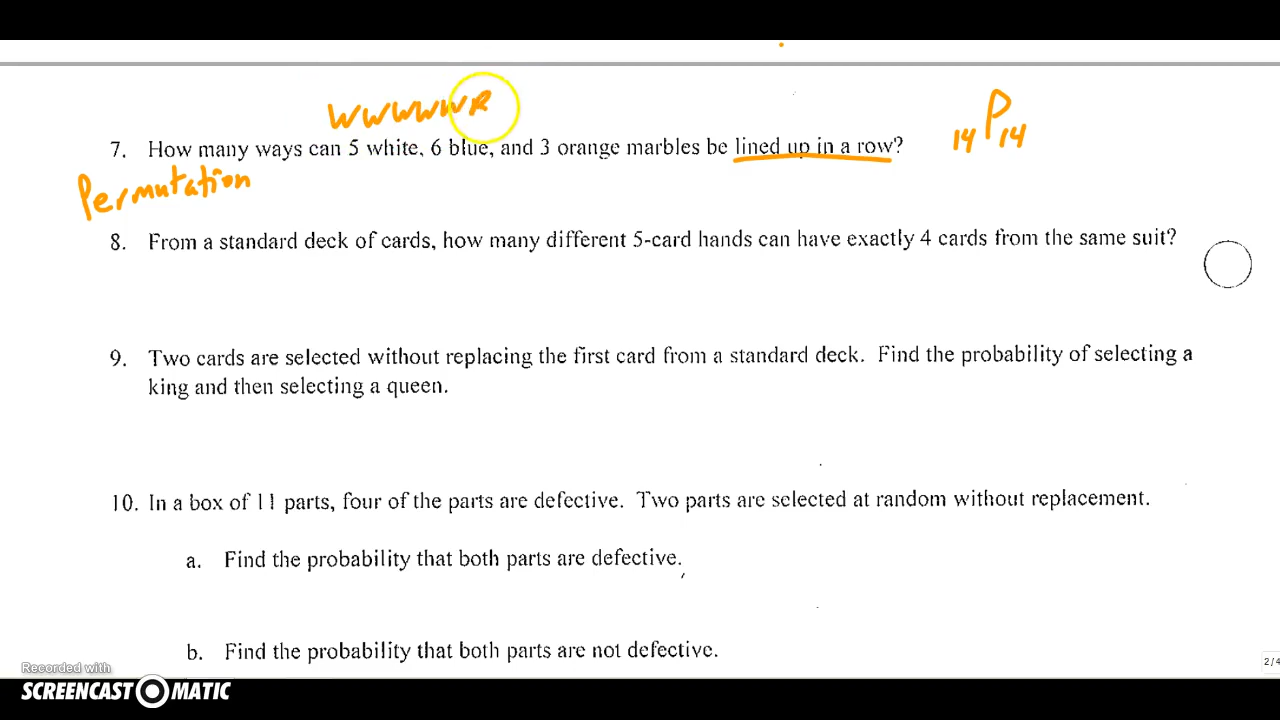 WWWWWR
7. How many ways can 5 white, 6 blue, and 3 orange marbles be lined up in a row?
14P14
Permutation
8. From a standard deck of cards, how many different 5-card hands can have exactly 4 cards from the same suit?
9. Two cards are selected without replacing the first card from a standard deck. Find the probability of selecting a
king and then selecting a queen.
10. In a box of 11 parts, four of the parts are defective. Two parts are selected at random without replacement.
a. Find the probability that both parts are defective.
b. Find the probability that both parts are not defective.
2/4
Recorded with
SCREENCAST-O-MATIC